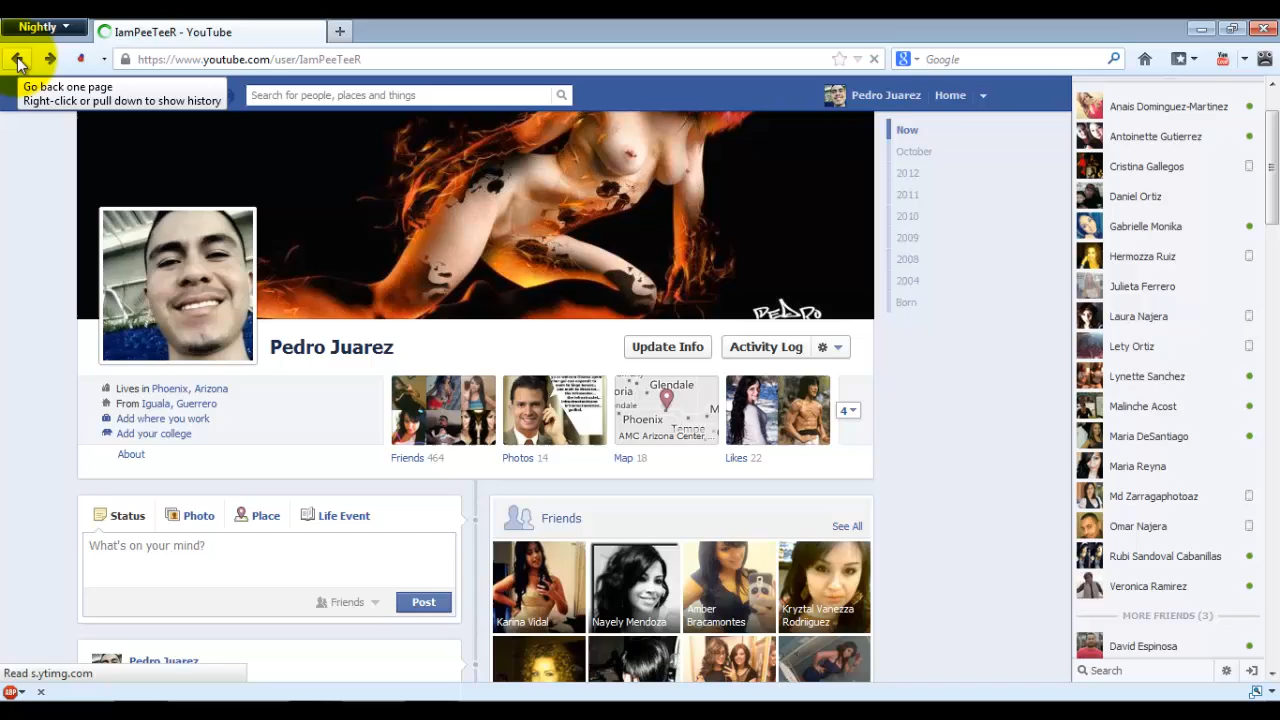 Nightly
IamPeeTeeR - YouTube
https://www.youtube.com/user/IamPeeTeeR
Google
Go back one page
Right-click or pull down to show history
Search for people, places and things
Pedro Juarez
Home
Now
October
2012
2011
2010
2009
2008
2004
Born
PEDRO
Pedro Juarez
Update Info
Activity Log
Lives in Phoenix, Arizona
From Iguala, Guerrero
Add where you work
Add your college
About
Glendale
Phoenix
Tempe
AMC Arizona Center,...
4
Friends 464
Photos 14
Map 18
Likes 22
Status
Photo
Place
Life Event
What's on your mind?
Friends
Post
Pedro Juarez
Friends
See All
Karina Vidal
Nayely Mendoza
Amber
Bracamontes
Kryztal Vanezza
Rodriiguez
Anais Dominguez-Martinez
Antoinette Gutierrez
Cristina Gallegos
Daniel Ortiz
Gabrielle Monika
Hermozza Ruiz
Julieta Ferrero
Laura Najera
Lety Ortiz
Lynette Sanchez
Malinche Acost
Maria DeSantiago
Maria Reyna
Md Zarragaphotoaz
Omar Najera
Rubi Sandoval Cabanillas
Veronica Ramirez
MORE FRIENDS (3)
David Espinosa
Search
Read s.ytimg.com
ABP